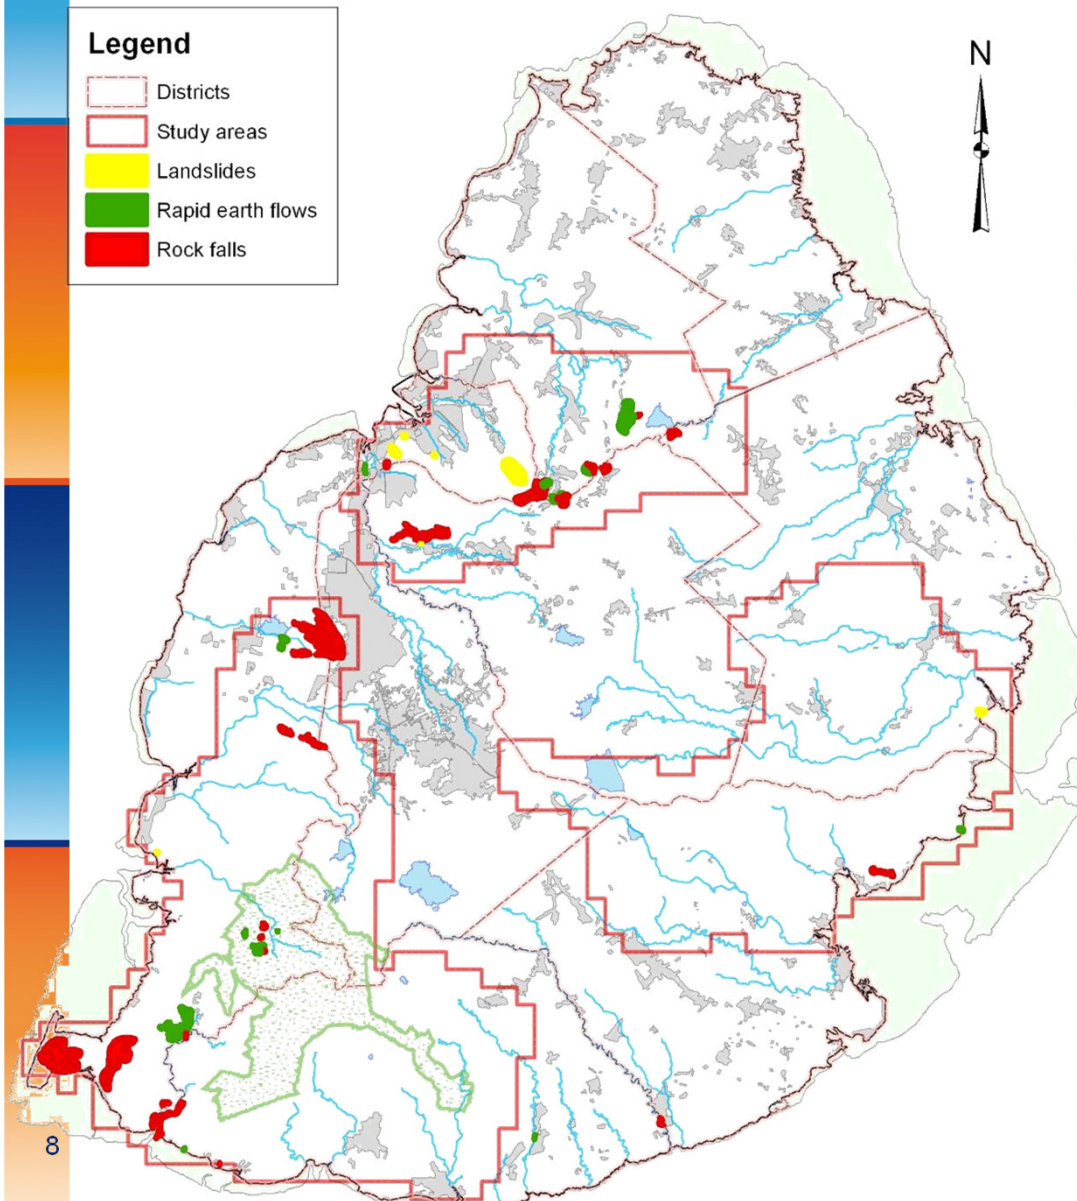 Legend
Districts
Study areas
Landslides
Rapid earth flows
Rock falls
N
8